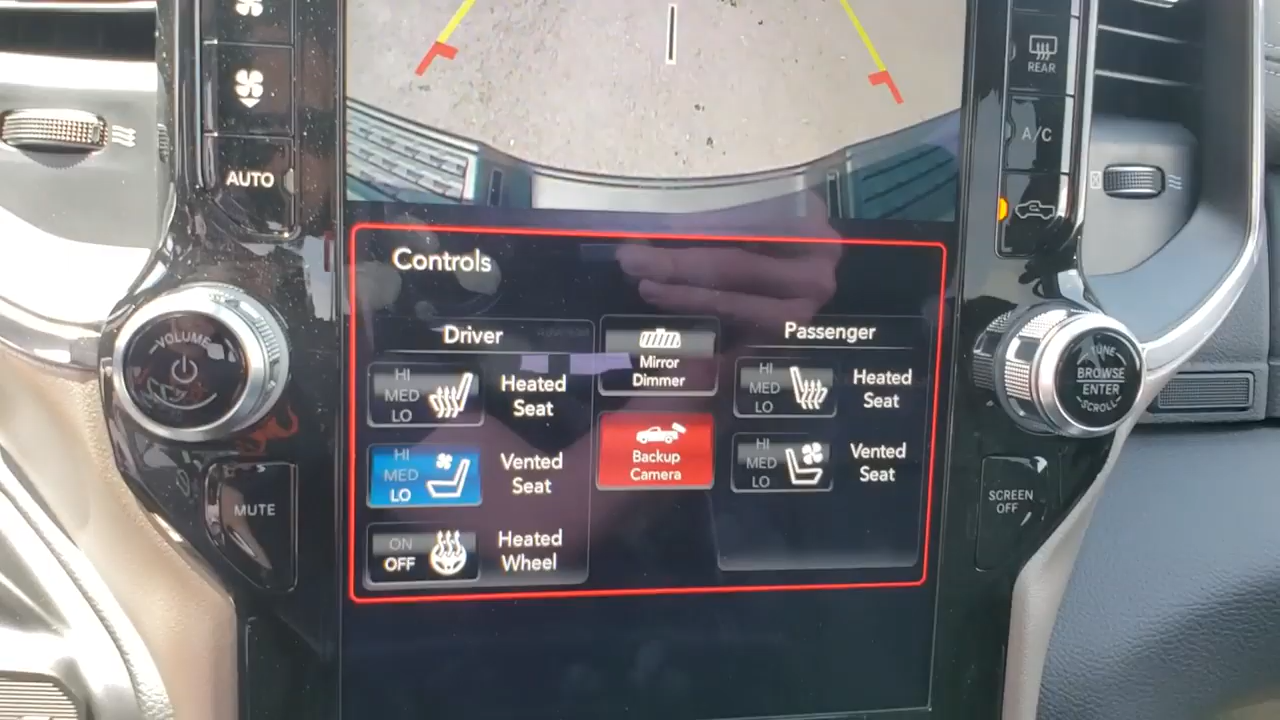 REAR
A/C
AUTO
Controls
Driver
Mirror
Dimmer
Passenger
HI
MED
LO
Heated
Seat
HI
MED
LO
Heated
Seat
HI
MED
LO
Vented
Seat
Backup
Camera
HI
MED
LO
Vented
Seat
ON
OFF
Heated
Wheel
VOLUME
MUTE
TUNE
BROWSE
ENTER
SCROLL
SCREEN
OFF